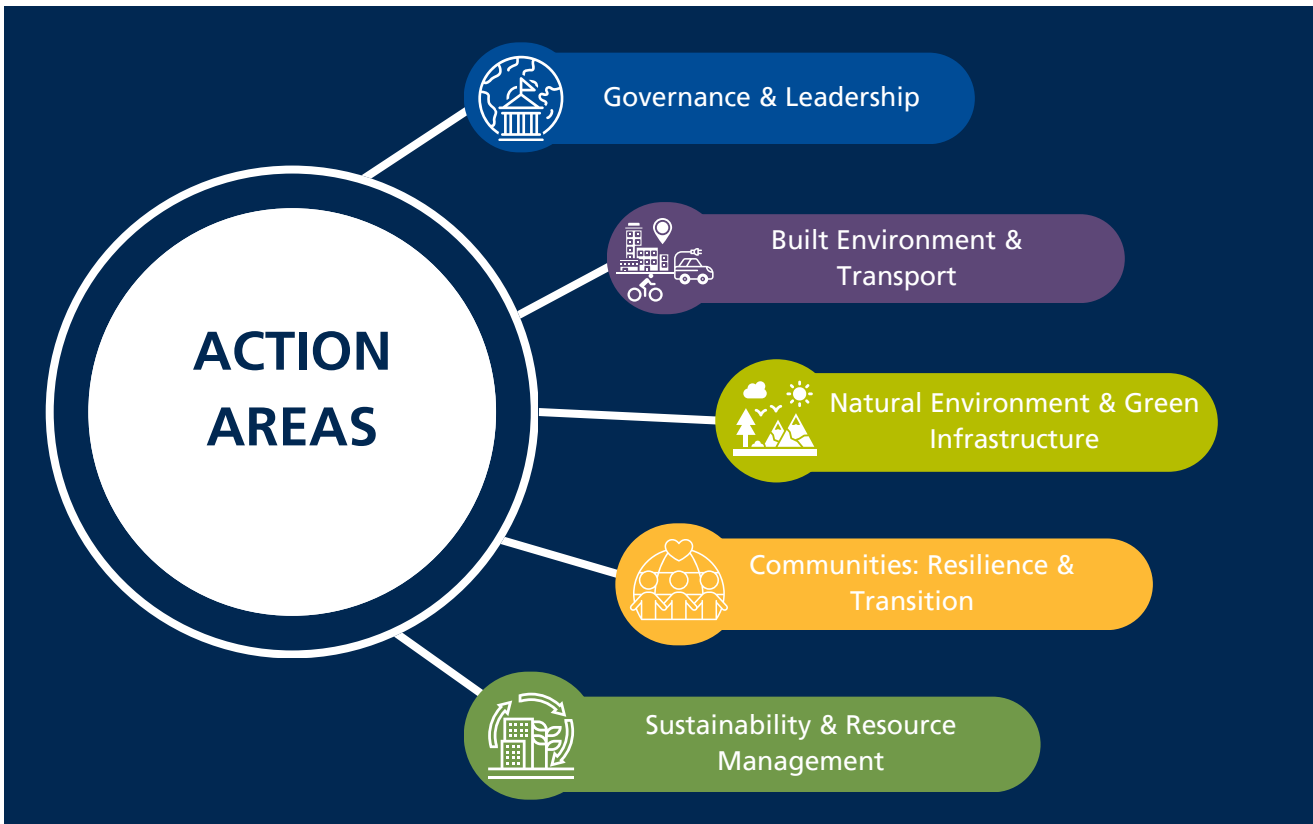 Governance & Leadership
Built Environment &
Transport
ACTION
AREAS
Natural Environment & Green
Infrastructure
Communities: Resilience &
Transition
Sustainability & Resource
Management